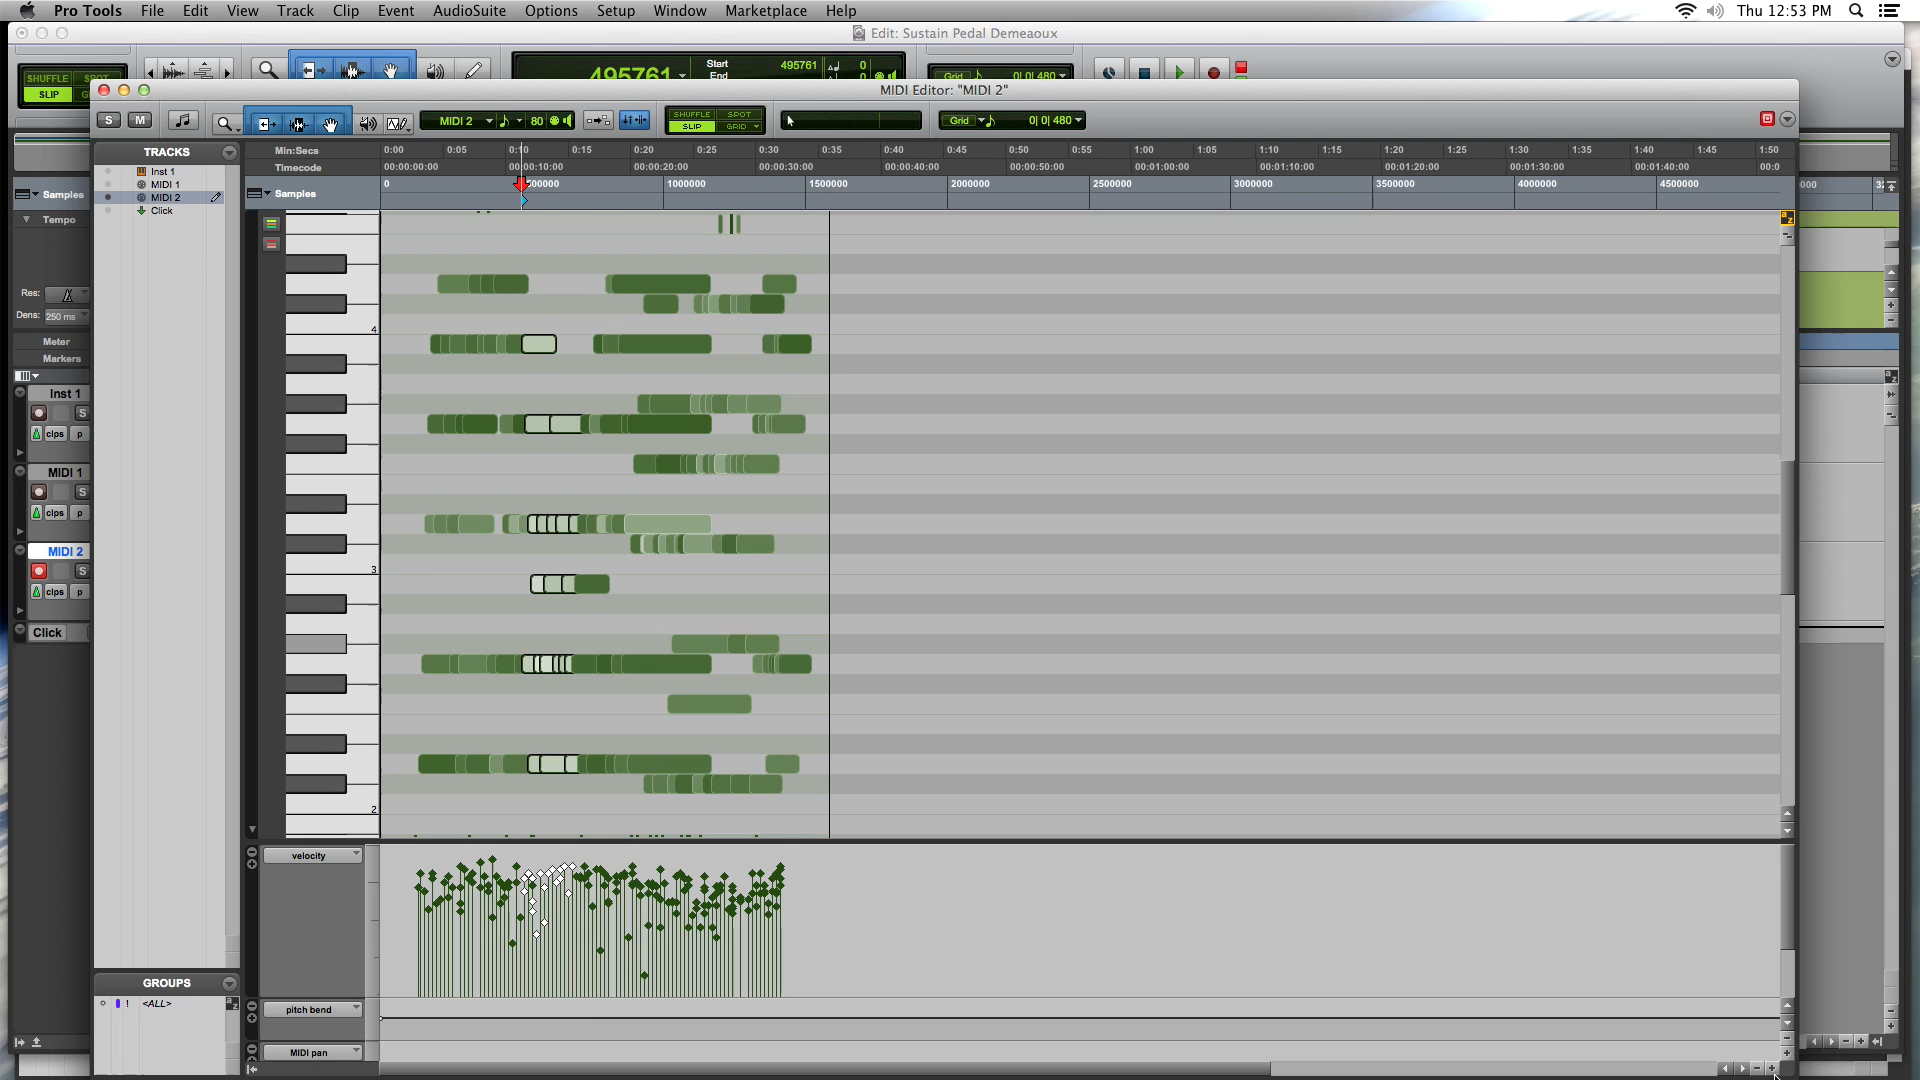 Pro Tools File Edit View Track Clip Event AudioSuite Options Setup Window Marketplace Help Thu 12:53 PM
Edit: Sustain Pedal Demeaoux
SHUFFLE SPOT
SLIP
495761
Start 495761
End
0
0
Grid 0| 0| 480
MIDI Editor: "MIDI 2"
S M
MIDI 2 80
SHUFFLE SPOT
SLIP GRID
Grid 0| 0| 480
TRACKS
Inst 1
MIDI 1
MIDI 2
Click
Min:Secs 0:00 0:05 0:10 0:15 0:20 0:25 0:30 0:35 0:40 0:45 0:50 0:55 1:00 1:05 1:10 1:15 1:20 1:25 1:30 1:35 1:40 1:45 1:50
Timecode 00:00:00:00 00:00:10:00 00:00:20:00 00:00:30:00 00:00:40:00 00:00:50:00 00:01:00:00 00:01:10:00 00:01:20:00 00:01:30:00 00:01:40:00 00:0
Samples 0 500000 1000000 1500000 2000000 2500000 3000000 3500000 4000000 4500000
Samples
Tempo
Res:
Dens: 250 ms
Meter
Markers
Inst 1
S
clps p
MIDI 1
S
clps p
MIDI 2
S
clps p
Click
4
3
2
a z
velocity
pitch bend
MIDI pan
GROUPS
! <ALL>
a z